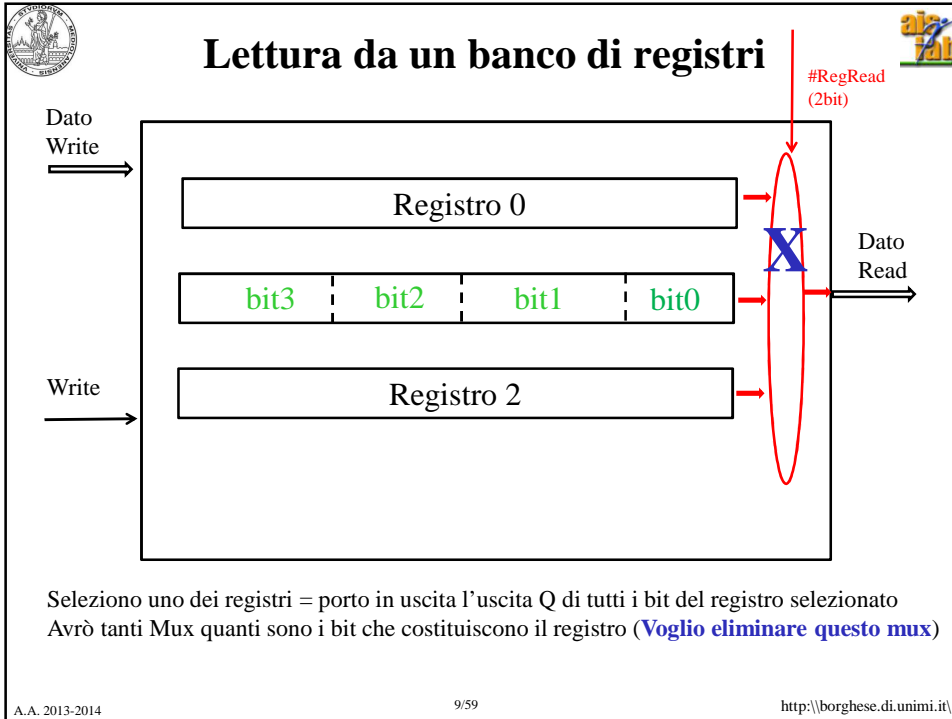 Lettura da un banco di registri
#RegRead
(2bit)
Dato
Write
Registro 0
X
Dato
Read
bit3 bit2 bit1 bit0
Write
Registro 2
Seleziono uno dei registri = porto in uscita l’uscita Q di tutti i bit del registro selezionato
Avrò tanti Mux quanti sono i bit che costituiscono il registro (Voglio eliminare questo mux)
A.A. 2013-2014
9/59
http:\\borghese.di.unimi.it\